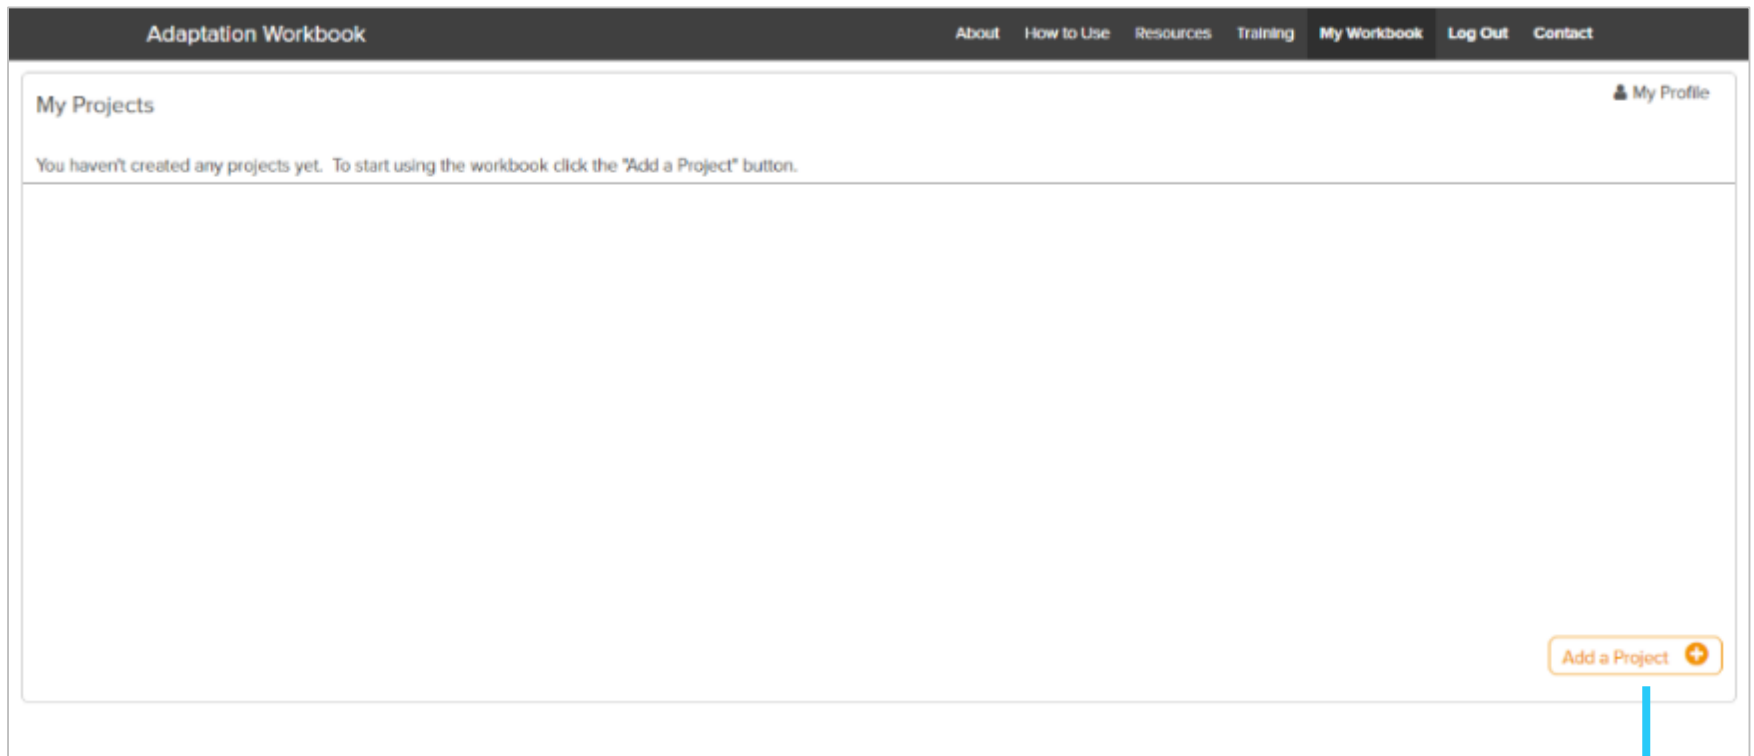 Adaptation Workbook About How to Use Resources Training My Workbook Log Out Contact
My Projects
My Profile
You haven't created any projects yet. To start using the workbook click the "Add a Project" button.
Add a Project